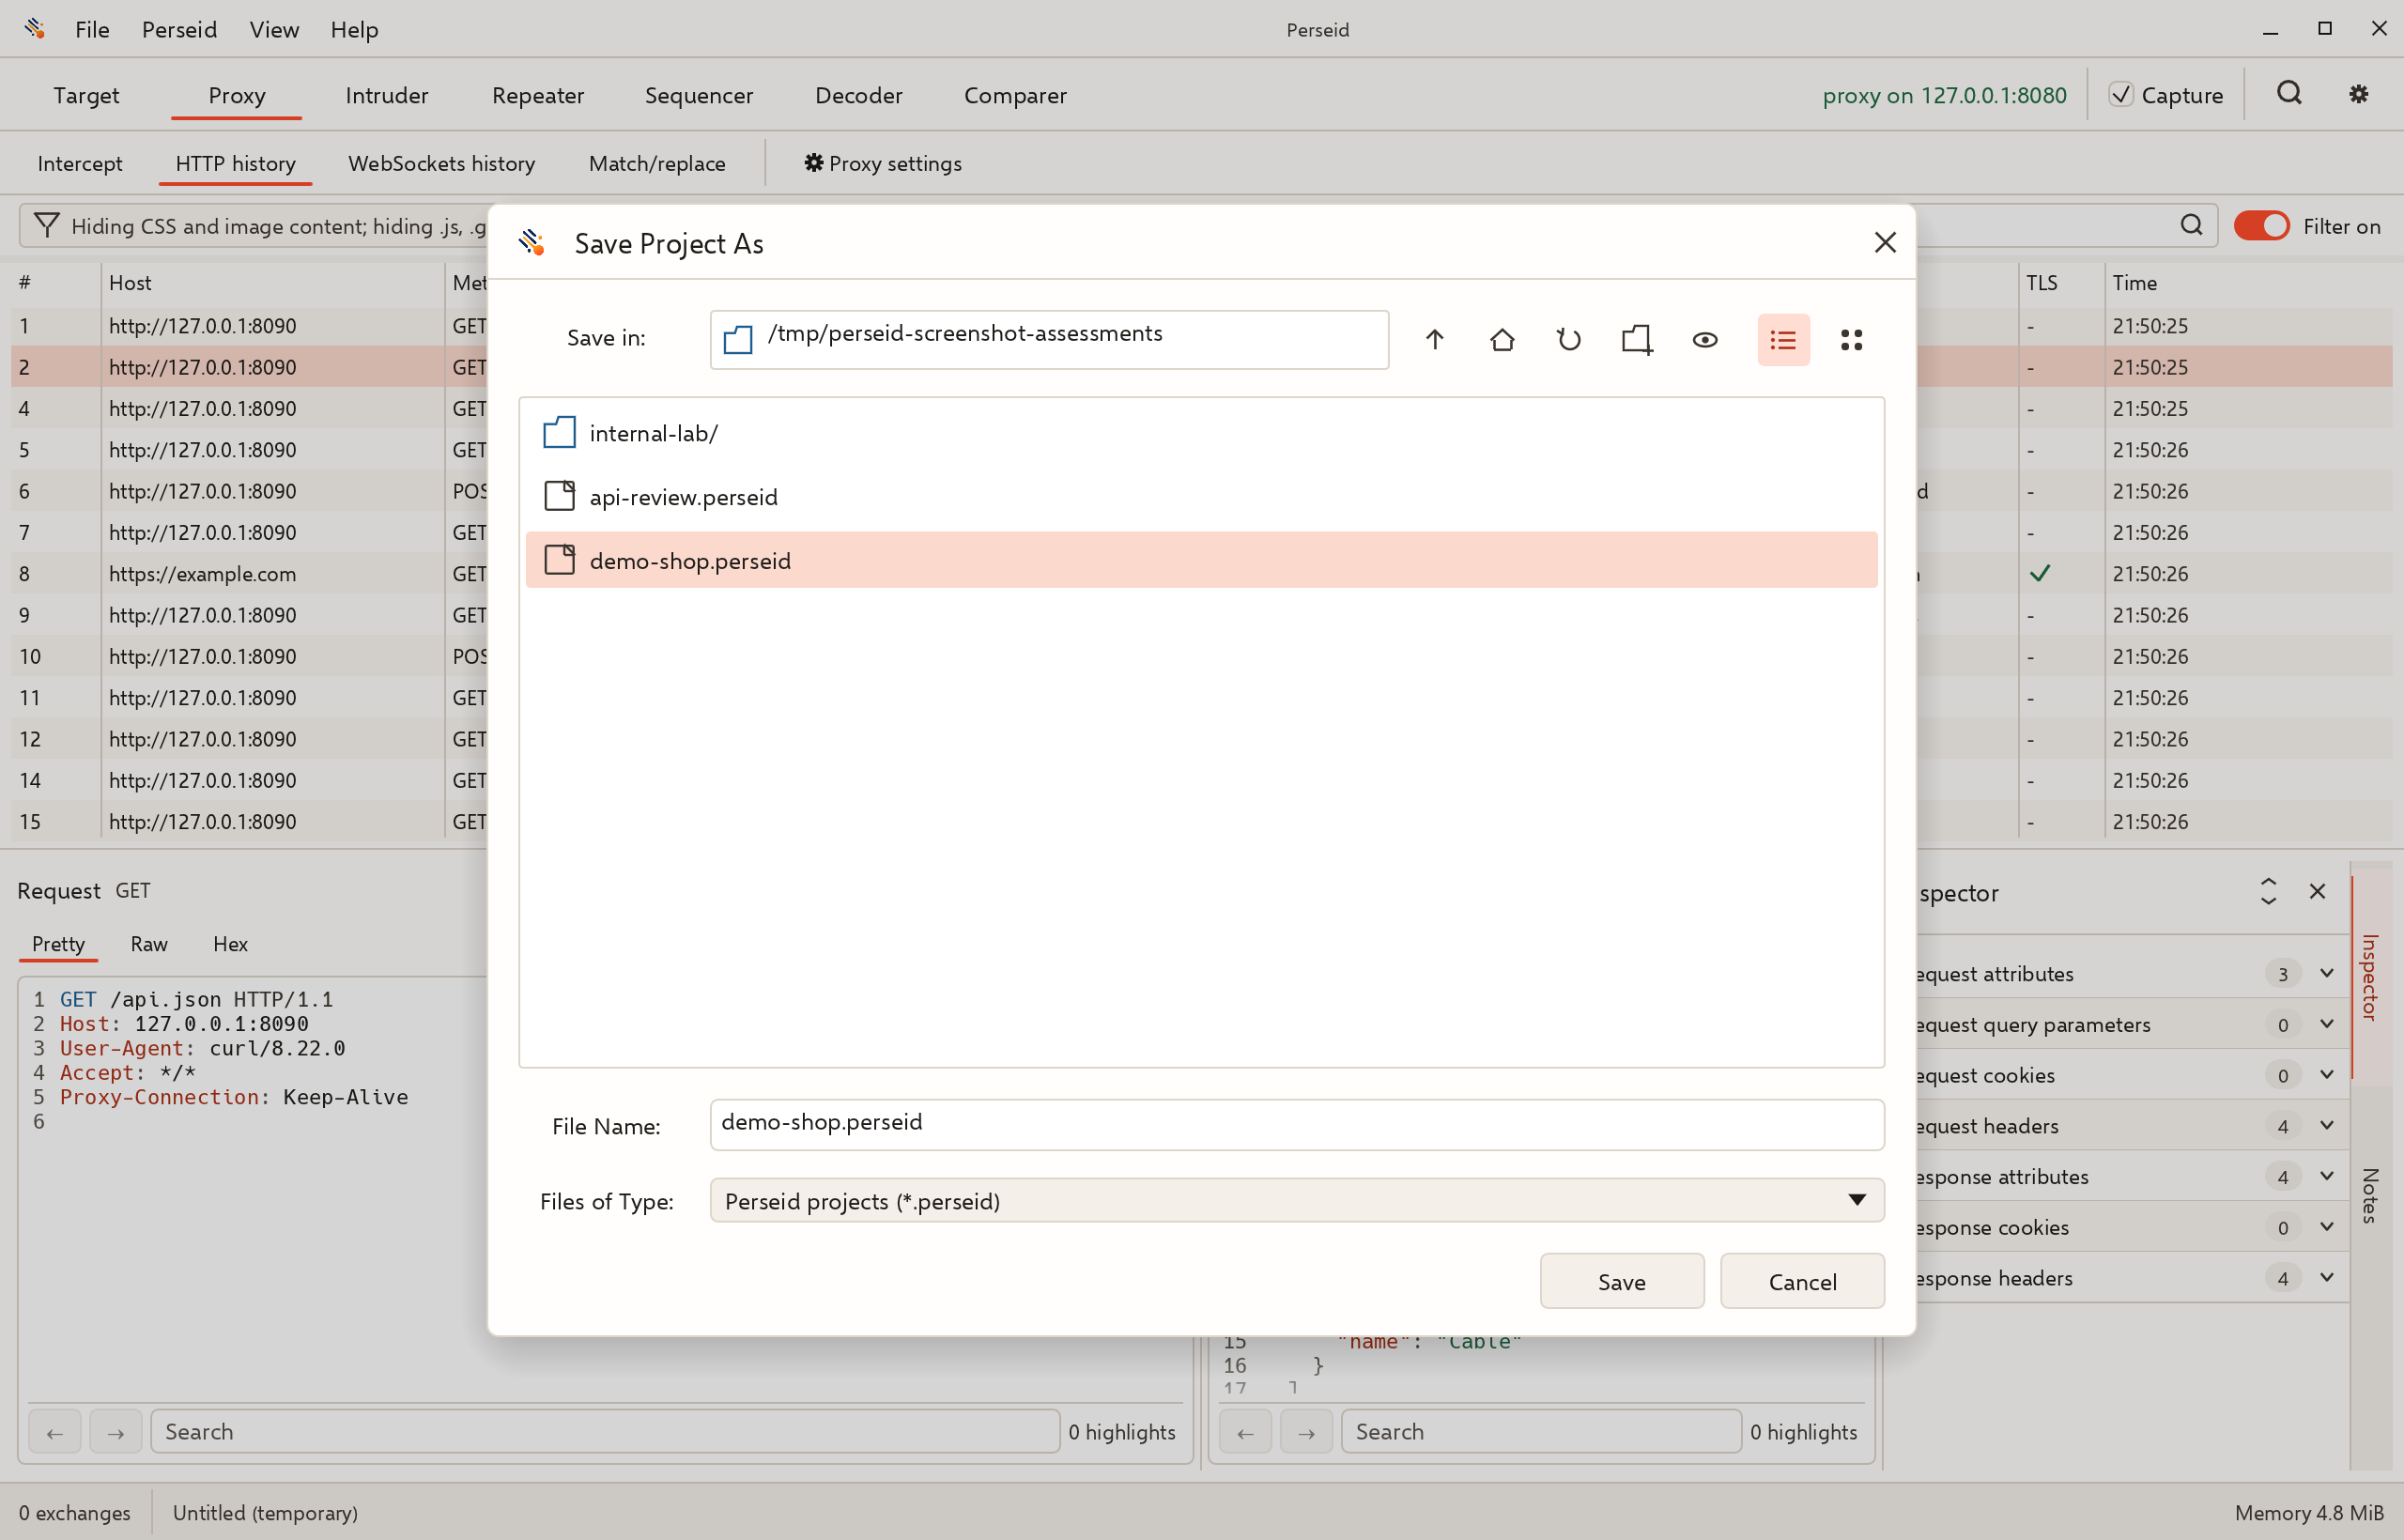 File Perseid View Help Perseid
Target Proxy Intruder Repeater Sequencer Decoder Comparer proxy on 127.0.0.1:8080 Capture
Intercept HTTP history WebSockets history Match/replace Proxy settings
Hiding CSS and image content; hiding .js, .g Filter on
Save Project As
# Host Met TLS Time
1 http://127.0.0.1:8090 GET - 21:50:25
2 http://127.0.0.1:8090 GET - 21:50:25
4 http://127.0.0.1:8090 GET - 21:50:25
5 http://127.0.0.1:8090 GET - 21:50:26
6 http://127.0.0.1:8090 POS d - 21:50:26
7 http://127.0.0.1:8090 GET - 21:50:26
8 https://example.com GET 21:50:26
9 http://127.0.0.1:8090 GET - 21:50:26
10 http://127.0.0.1:8090 POS - 21:50:26
11 http://127.0.0.1:8090 GET - 21:50:26
12 http://127.0.0.1:8090 GET - 21:50:26
14 http://127.0.0.1:8090 GET - 21:50:26
15 http://127.0.0.1:8090 GET - 21:50:26
Save in: /tmp/perseid-screenshot-assessments
internal-lab/
api-review.perseid
demo-shop.perseid
File Name: demo-shop.perseid
Files of Type: Perseid projects (*.perseid)
Save Cancel
Request GET
Pretty Raw Hex
1 GET /api.json HTTP/1.1
2 Host: 127.0.0.1:8090
3 User-Agent: curl/8.22.0
4 Accept: */*
5 Proxy-Connection: Keep-Alive
6
← → Search 0 highlights
15 "name": "Cable"
16 }
17 ]
← → Search 0 highlights
spector
equest attributes 3
equest query parameters 0
equest cookies 0
equest headers 4
esponse attributes 4
esponse cookies 0
esponse headers 4
Inspector
Notes
0 exchanges Untitled (temporary) Memory 4.8 MiB